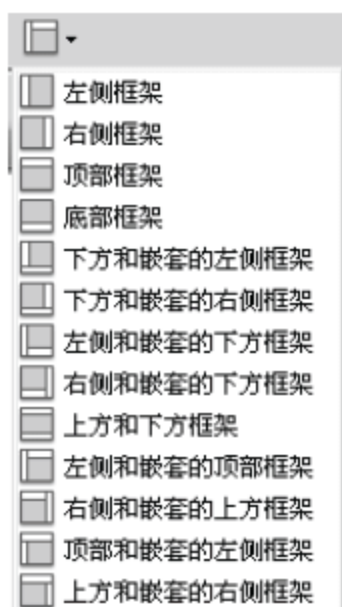 左侧框架
右侧框架
顶部框架
底部框架
下方和嵌套的左侧框架
下方和嵌套的右侧框架
左侧和嵌套的下方框架
右侧和嵌套的下方框架
上方和下方框架
左侧和嵌套的顶部框架
右侧和嵌套的上方框架
顶部和嵌套的左侧框架
上方和嵌套的右侧框架